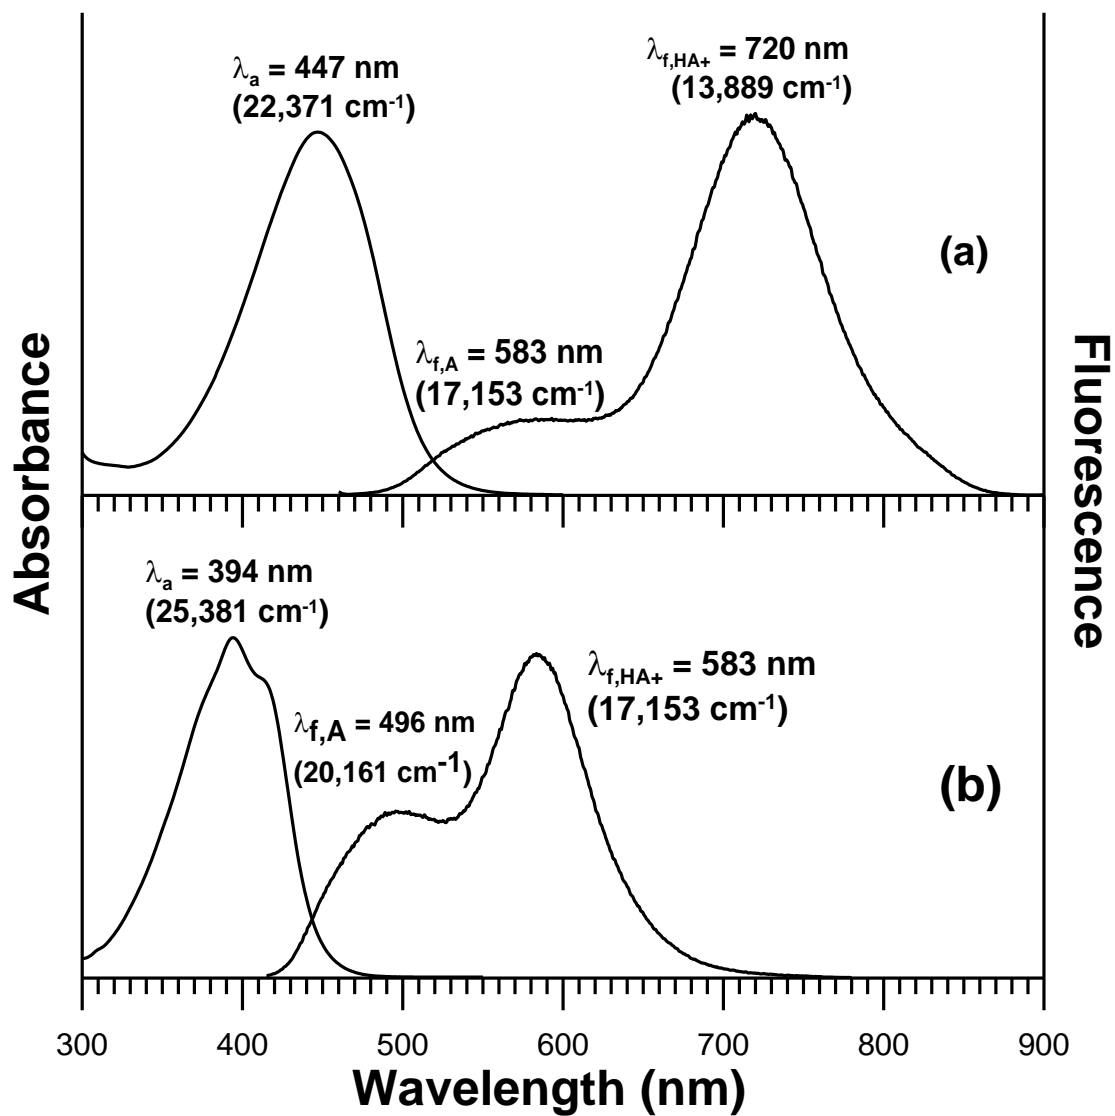 λa = 447 nm
(22,371 cm-1)
λf,HA+ = 720 nm
(13,889 cm-1)
(a)
λf,A = 583 nm
(17,153 cm-1)
Absorbance
Fluorescence
λa = 394 nm
(25,381 cm-1)
λf,A = 496 nm
(20,161 cm-1)
λf,HA+ = 583 nm
(17,153 cm-1)
(b)
300 400 500 600 700 800 900
Wavelength (nm)